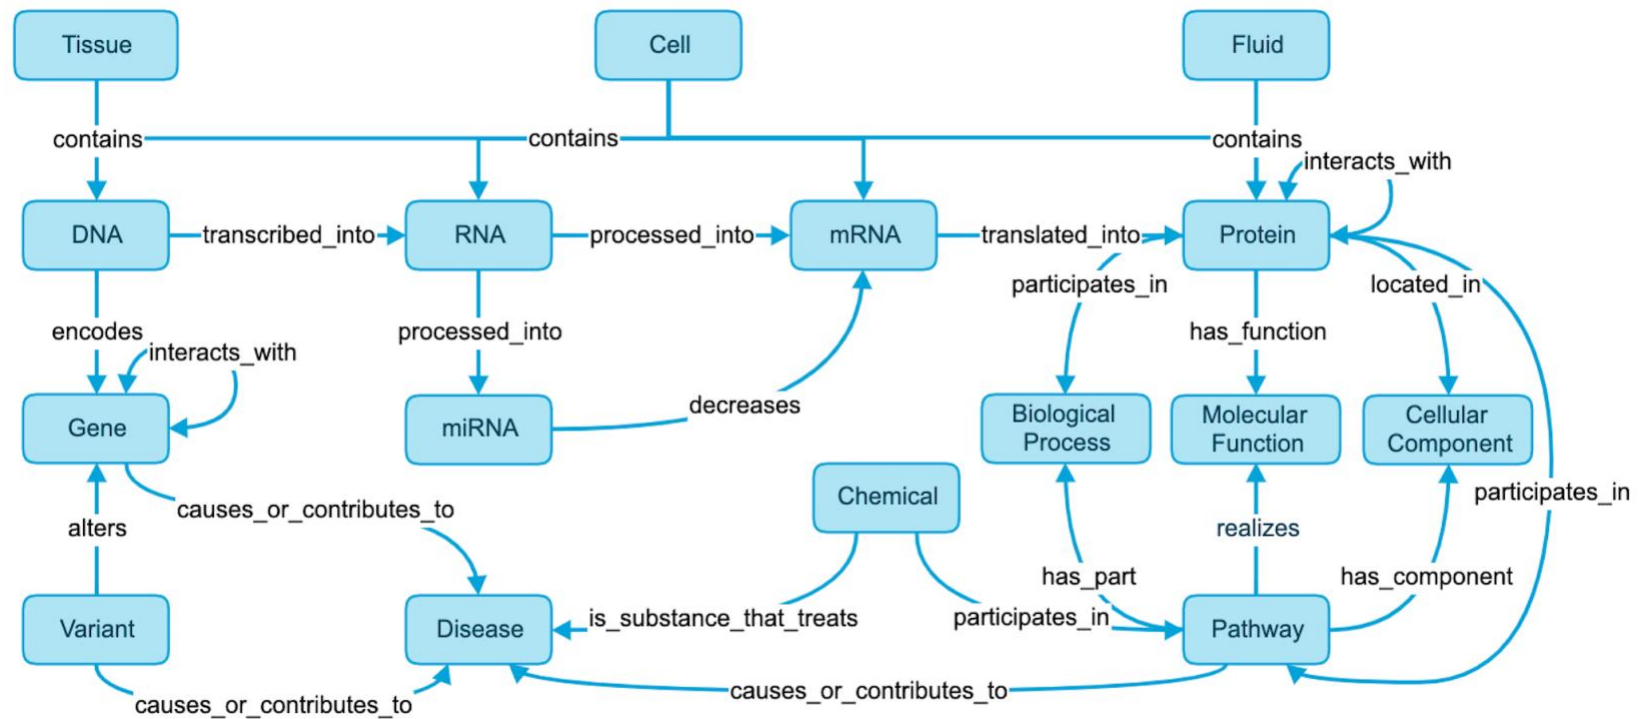 Tissue
Cell
Fluid
contains
contains
contains
interacts_with
DNA
transcribed_into
RNA
processed_into
mRNA
translated_into
Protein
participates_in
located_in
encodes
processed_into
has_function
interacts_with
Gene
miRNA
decreases
Biological
Process
Molecular
Function
Cellular
Component
causes_or_contributes_to
Chemical
participates_in
alters
realizes
has_part
has_component
Variant
Disease
is_substance_that_treats
participates_in
Pathway
causes_or_contributes_to
causes_or_contributes_to